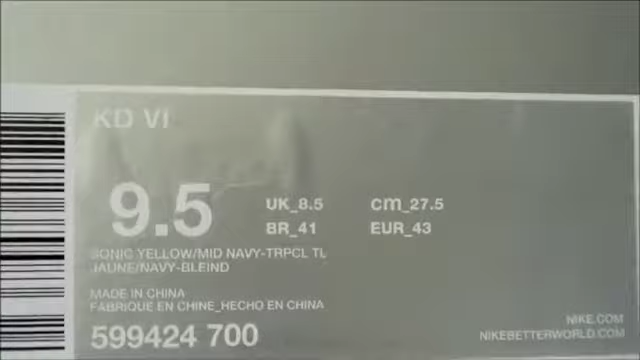 KD VI
9.5
UK_8.5 CM_27.5
BR_41 EUR_43
SONIC YELLOW/MID NAVY-TRPCL TL
JAUNE/NAVY-BLEIND
MADE IN CHINA
FABRIQUE EN CHINE_HECHO EN CHINA
599424 700
NIKE.COM
NIKEBETTERWORLD.COM